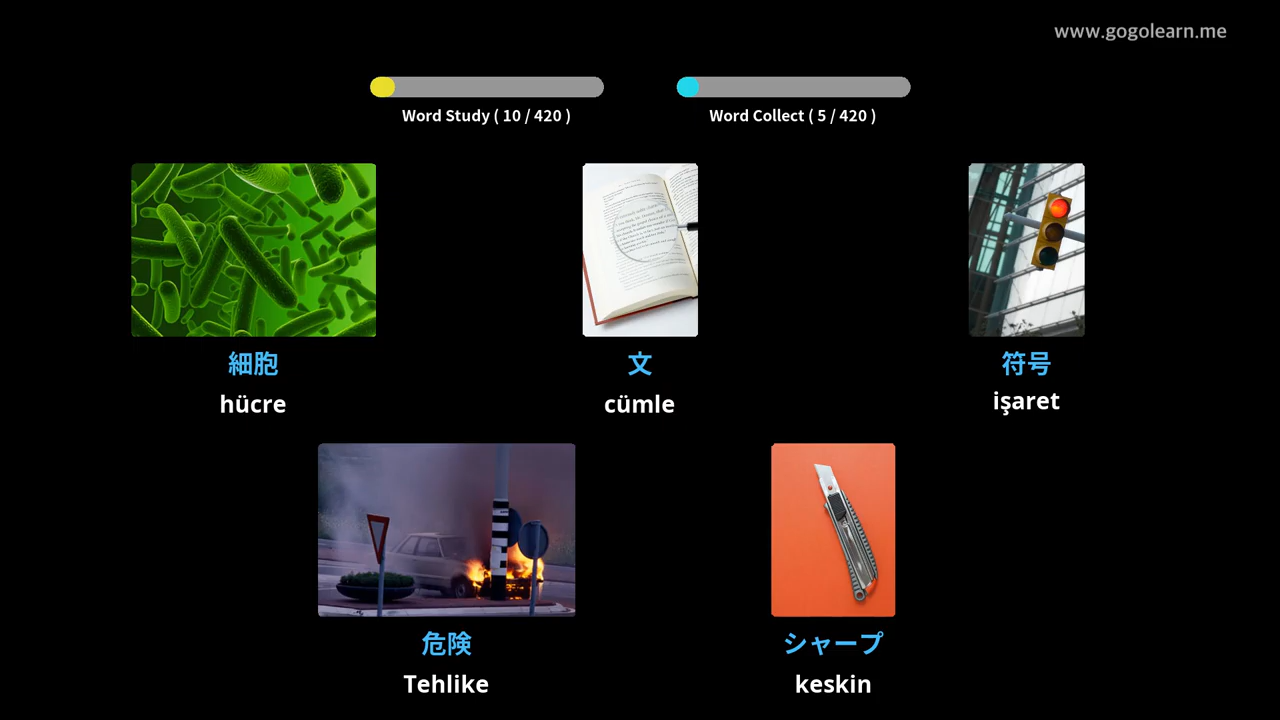 www.gogolearn.me
Word Study ( 10 / 420 )
Word Collect ( 5 / 420 )
細胞
hücre
文
cümle
符号
işaret
危険
Tehlike
シャープ
keskin